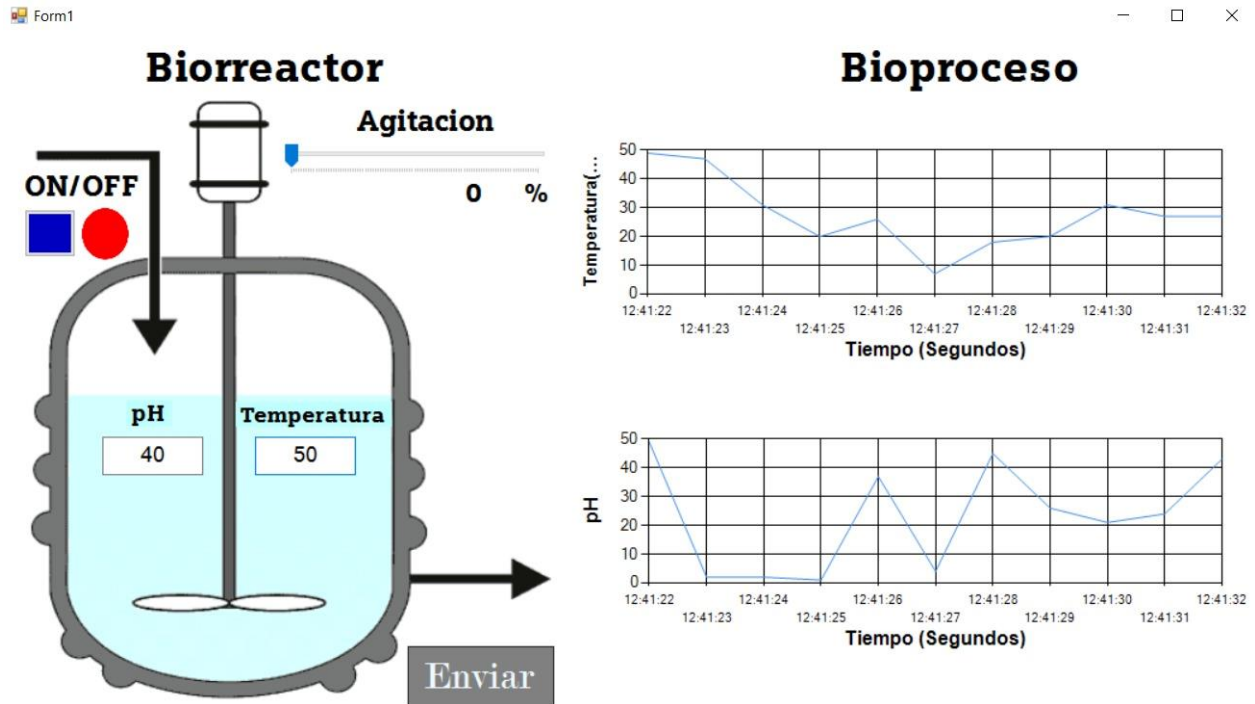 Form1
Biorreactor
Agitacion
ON/OFF
0 %
pH
Temperatura
40
50
Enviar
Bioproceso
Temperatura(...
50
40
30
20
10
0
12:41:22 12:41:24 12:41:26 12:41:28 12:41:30 12:41:32
12:41:23 12:41:25 12:41:27 12:41:29 12:41:31
Tiempo (Segundos)
pH
50
40
30
20
10
0
12:41:22 12:41:24 12:41:26 12:41:28 12:41:30 12:41:32
12:41:23 12:41:25 12:41:27 12:41:29 12:41:31
Tiempo (Segundos)